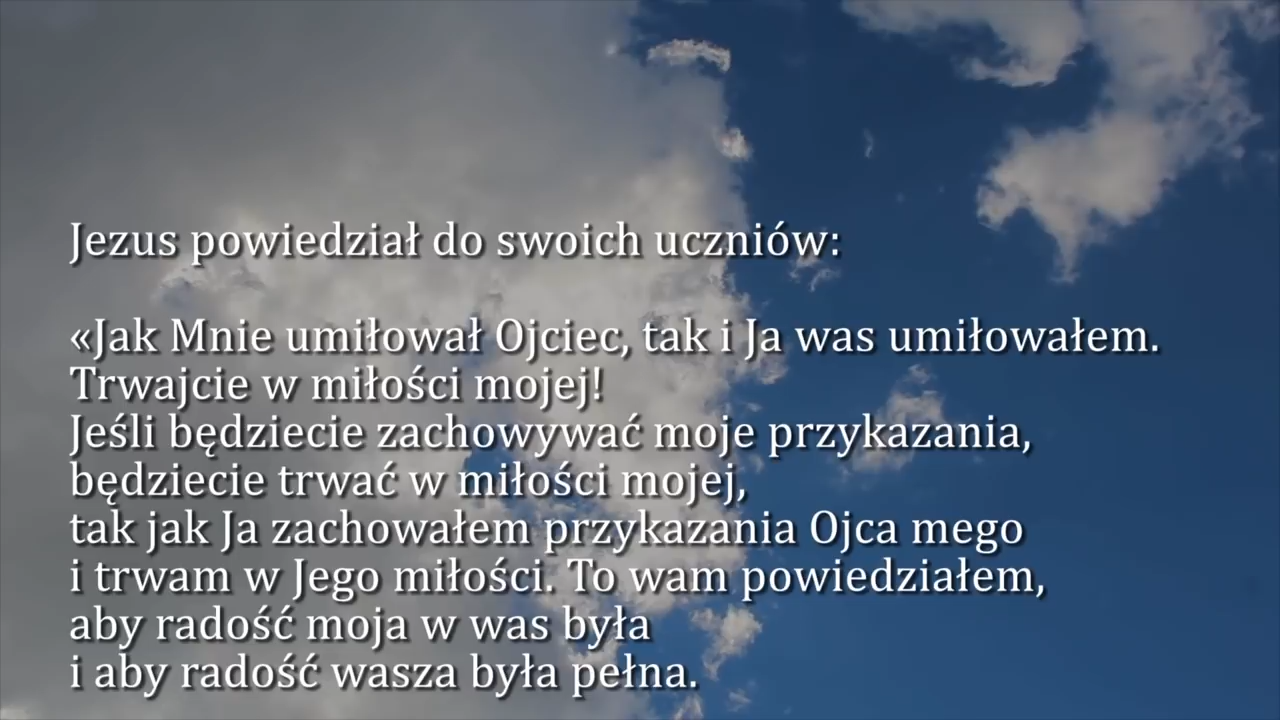 Jezus powiedział do swoich uczniów:
«Jak Mnie umiłował Ojciec, tak i Ja was umiłowałem.
Trwajcie w miłości mojej!
Jeśli będziecie zachowywać moje przykazania,
będziecie trwać w miłości mojej,
tak jak Ja zachowałem przykazania Ojca mego
i trwam w Jego miłości. To wam powiedziałem,
aby radość moja w was była
i aby radość wasza była pełna.